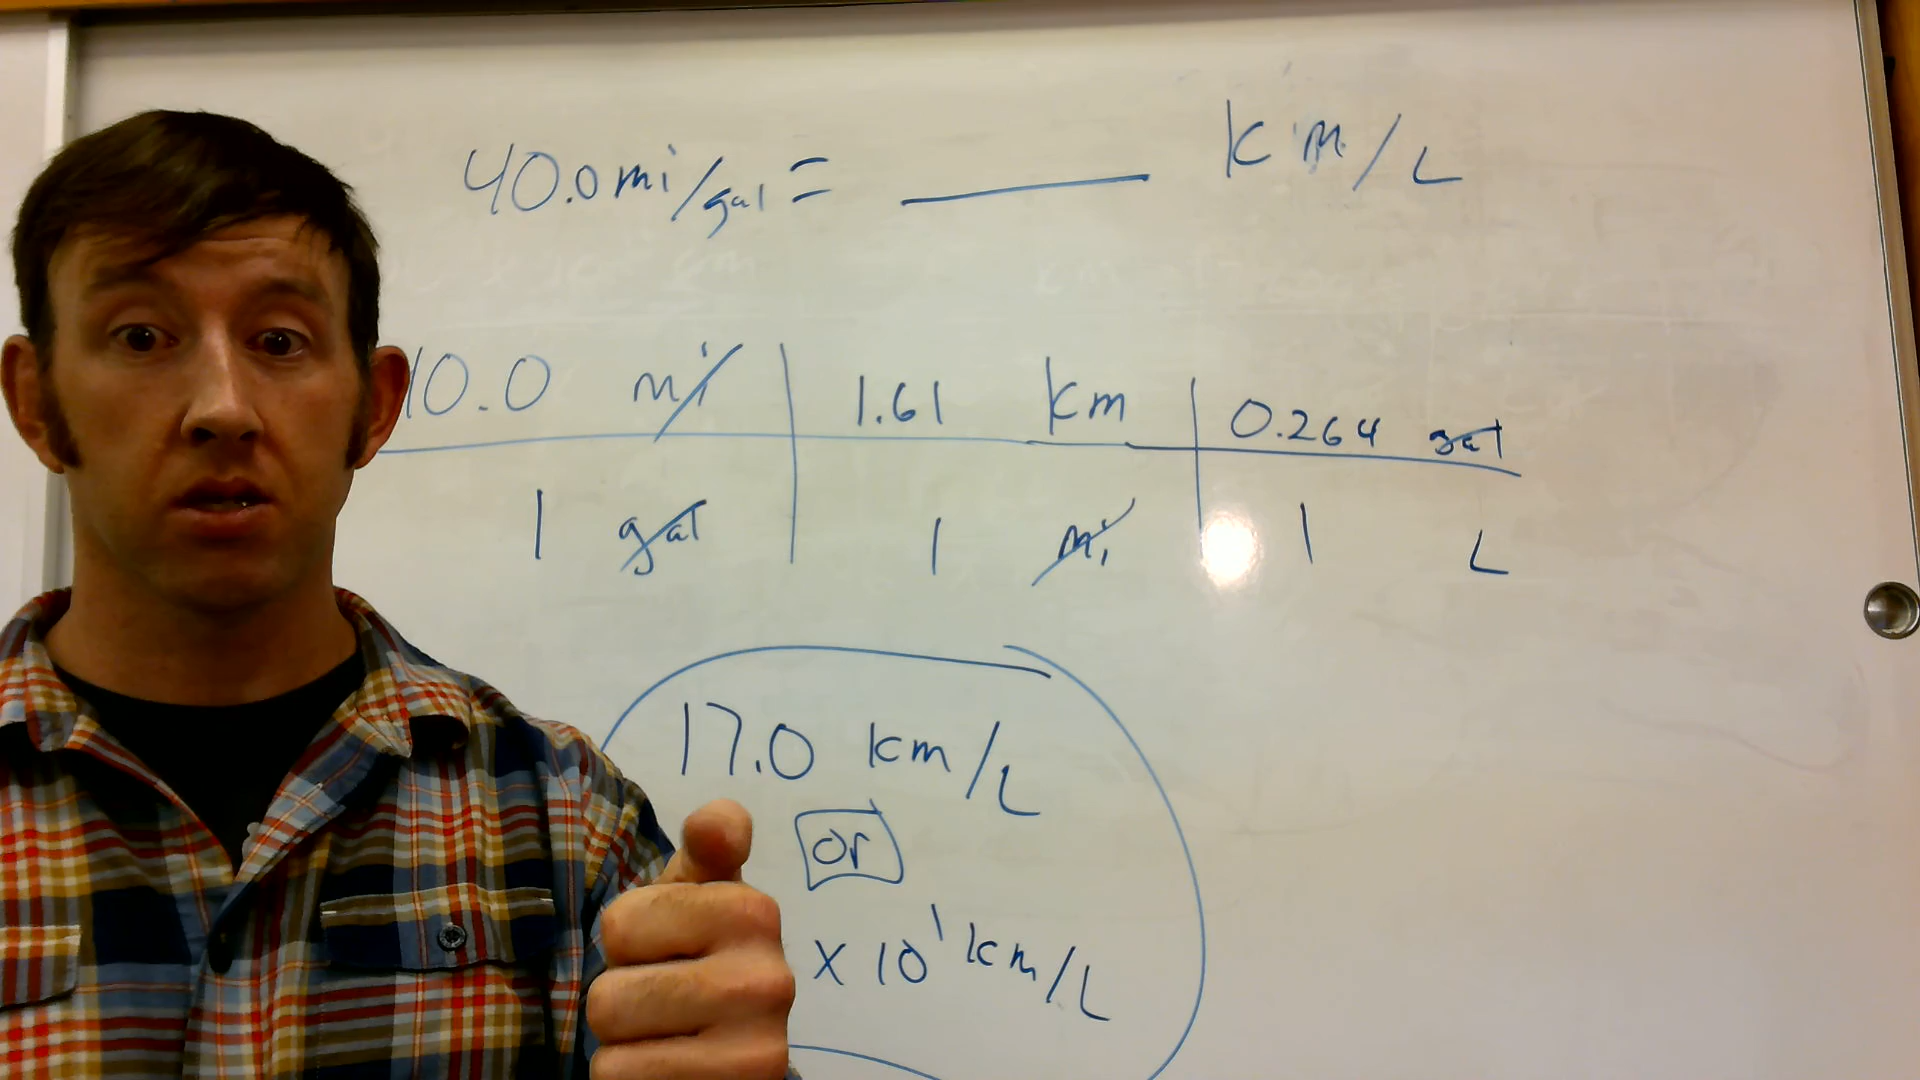 40.0 mi/gal = ______ km/L
10.0 mi | 1.61 km | 0.264 gal
1 gal | 1 mi | 1 L
17.0 km/L
or
x 10¹ km/L